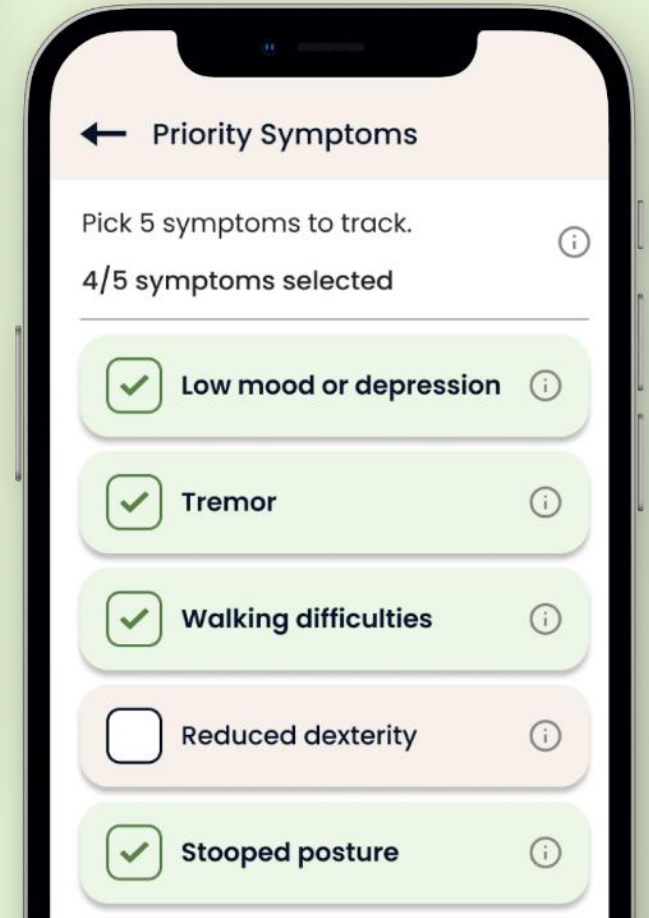 Priority Symptoms
Pick 5 symptoms to track.
4/5 symptoms selected
Low mood or depression
Tremor
Walking difficulties
Reduced dexterity
Stooped posture